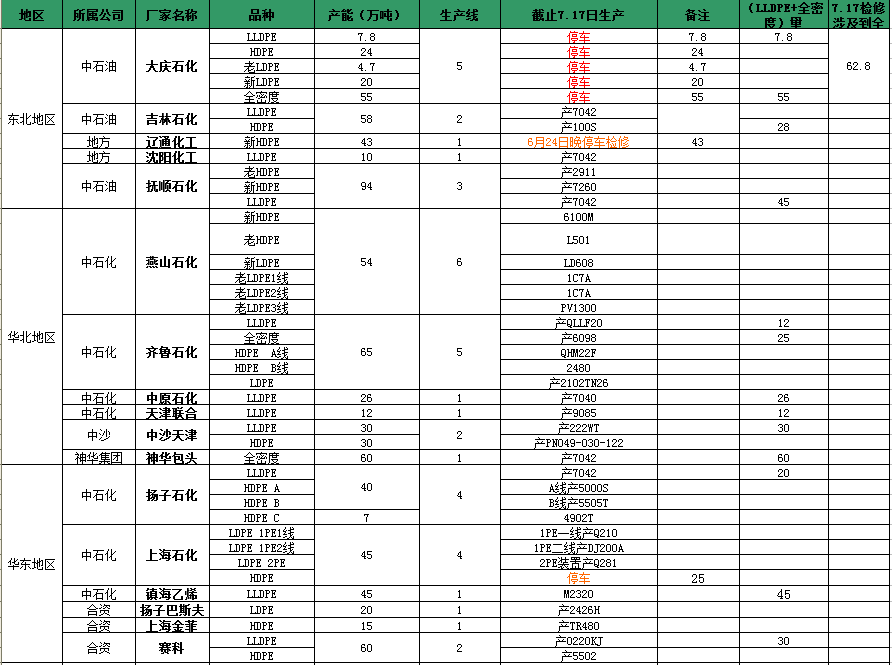 地区 所属公司 厂家名称 品种 产能（万吨） 生产线 截止7.17日生产 备注 （LLDPE+全密度）量 7.17检修涉及到全
东北地区 中石油 大庆石化 LLDPE 7.8 5 停车 7.8 7.8 62.8
HDPE 24 停车 24
老LDPE 4.7 停车 4.7
新LDPE 20 停车 20
全密度 55 停车 55 55
中石油 吉林石化 LLDPE 58 2 产7042
HDPE 产100S 28
地方 辽通化工 新HDPE 43 1 6月24日晚停车检修 43
地方 沈阳化工 LLDPE 10 1 产7042
中石油 抚顺石化 老HDPE 94 3 产2911
新HDPE 产7260
LLDPE 产7042 45
华北地区 中石化 燕山石化 新HDPE 54 6 6100M
老HDPE L501
新LDPE LD608
老LDPE1线 1C7A
老LDPE2线 1C7A
老LDPE3线 PV1300
中石化 齐鲁石化 LLDPE 65 5 产QLLF20 12
全密度 产6098 25
HDPE A线 QHM22F
HDPE B线 2480
LDPE 产2102TN26
中石化 中原石化 LLDPE 26 1 产7040 26
中石化 天津联合 LLDPE 12 1 产9085 12
中沙 中沙天津 LLDPE 30 2 产222WT 30
HDPE 30 产PN049-030-122
神华集团 神华包头 全密度 60 1 产7042 60
华东地区 中石化 扬子石化 LLDPE 40 4 产7042 20
HDPE A A线产5000S
HDPE B B线产5505T
HDPE C 7 4902T
中石化 上海石化 LDPE 1PE1线 45 4 1PE一线产Q210
LDPE 1PE2线 1PE二线产DJ200A
LDPE 2PE 2PE装置产Q281
HDPE 停车 25
中石化 镇海乙烯 LLDPE 45 1 M2320 45
合资 扬子巴斯夫 LDPE 20 1 产2426H
合资 上海金菲 HDPE 15 1 产TR480
合资 赛科 LLDPE 60 2 产0220KJ 30
HDPE 产5502